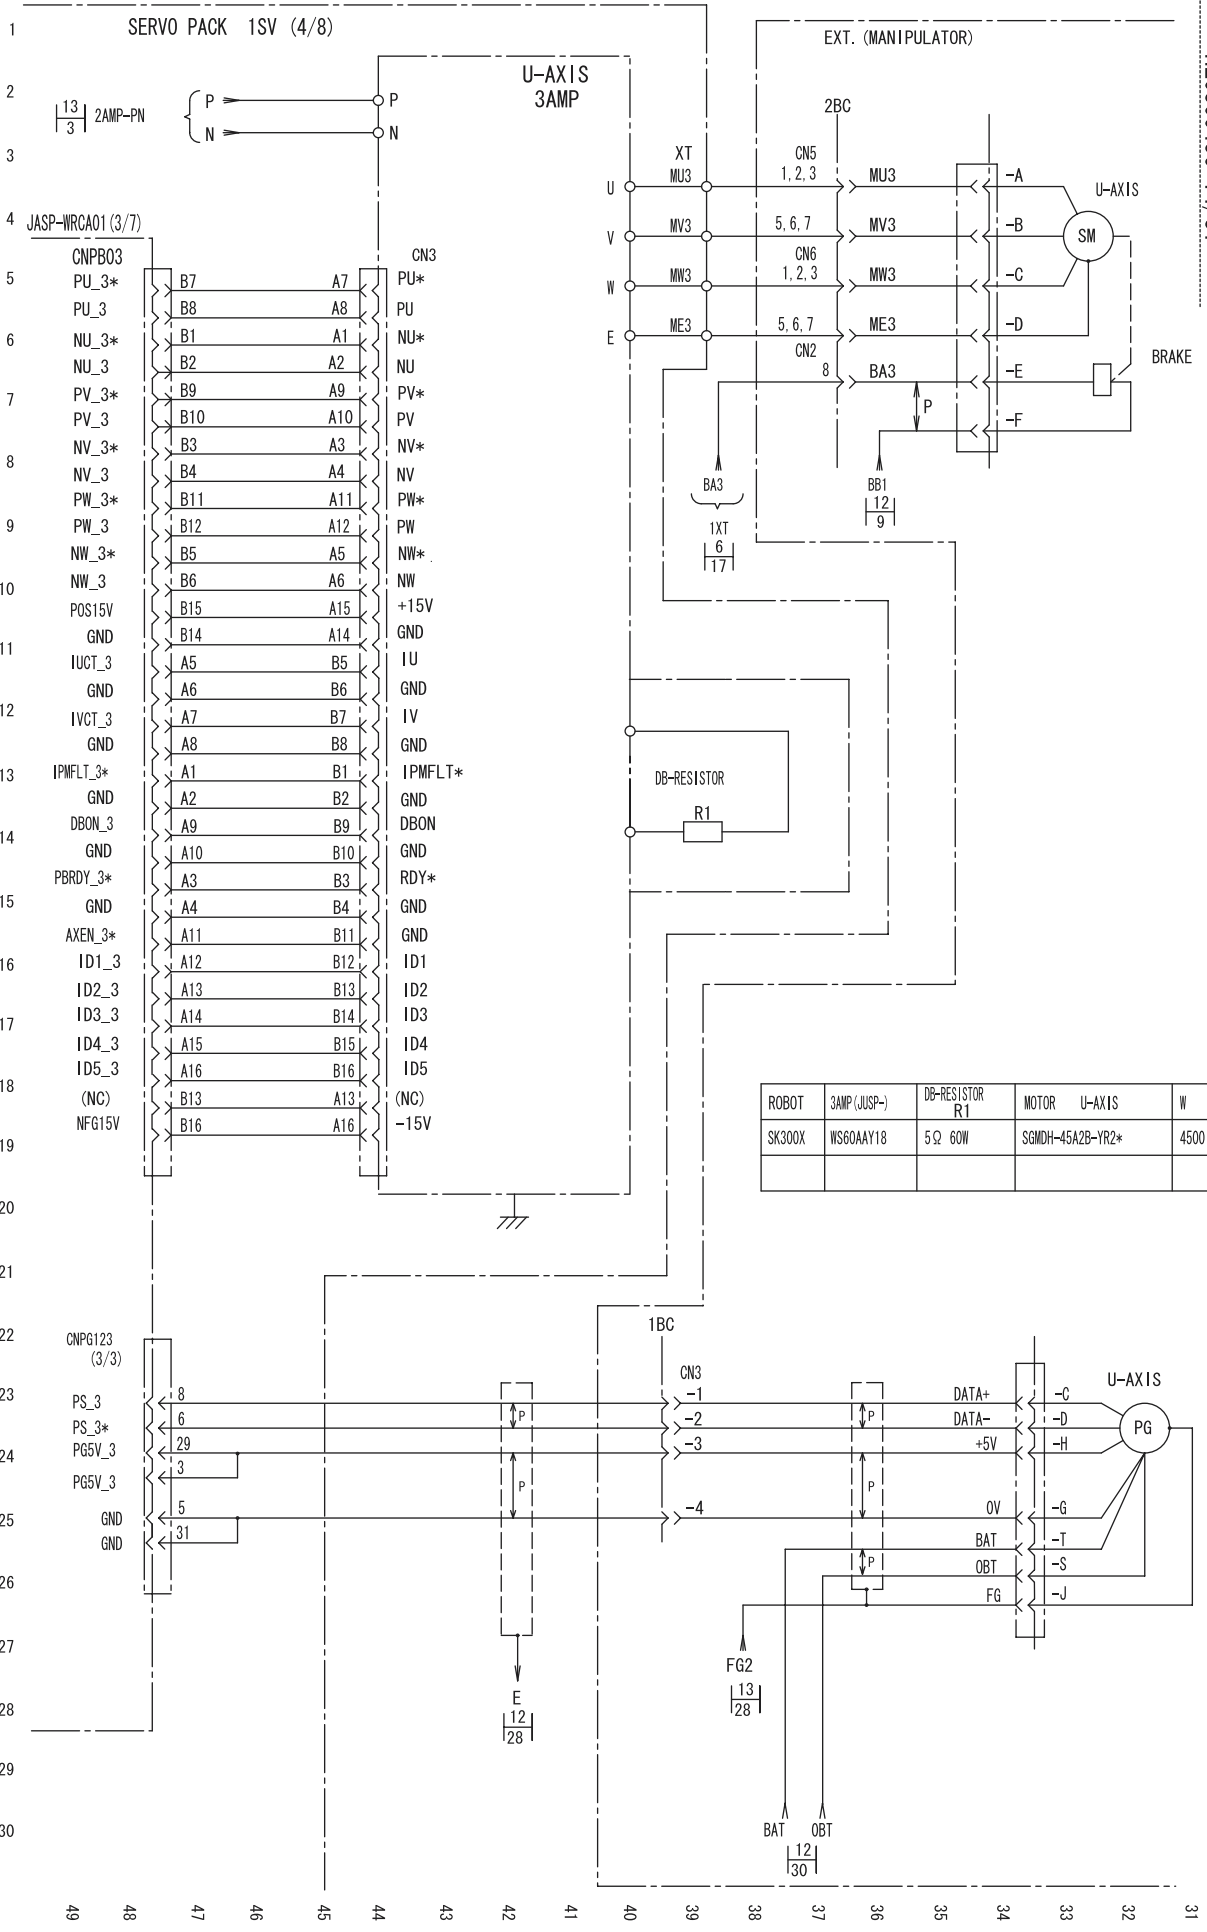 1
SERVO PACK 1SV (4/8)
EXT. (MANIPULATOR)
2
U-AXIS
3AMP
13
3
2AMP-PN
P
N
P
N
2BC
3
XT
CN5
U
MU3
1, 2, 3
MU3
-A
U-AXIS
4
JASP-WRCA01 (3/7)
V
MV3
5, 6, 7
MV3
-B
SM
CN6
W
MW3
1, 2, 3
MW3
-C
E
ME3
5, 6, 7
ME3
-D
CN2
8
BA3
-E
BRAKE
P
-F
BA3
1XT
6
17
BB1
12
9
CNPB03
CN3
5
PU_3* B7 A7 PU*
PU_3 B8 A8 PU
6
NU_3* B1 A1 NU*
NU_3 B2 A2 NU
7
PV_3* B9 A9 PV*
PV_3 B10 A10 PV
8
NV_3* B3 A3 NV*
NV_3 B4 A4 NV
PW_3* B11 A11 PW*
9
PW_3 B12 A12 PW
NW_3* B5 A5 NW*
10
NW_3 B6 A6 NW
POS15V B15 A15 +15V
GND B14 A14 GND
11
IUCT_3 A5 B5 IU
GND A6 B6 GND
12
IVCT_3 A7 B7 IV
GND A8 B8 GND
13
IPMFLT_3* A1 B1 IPMFLT*
GND A2 B2 GND
DBON_3 A9 B9 DBON
14
GND A10 B10 GND
PBRDY_3* A3 B3 RDY*
15
GND A4 B4 GND
AXEN_3* A11 B11 GND
16
ID1_3 A12 B12 ID1
ID2_3 A13 B13 ID2
17
ID3_3 A14 B14 ID3
ID4_3 A15 B15 ID4
ID5_3 A16 B16 ID5
18
(NC) B13 A13 (NC)
NFG15V B16 A16 -15V
19
DB-RESISTOR
R1
ROBOT 3AMP (JUSP-) DB-RESISTOR R1 MOTOR U-AXIS W
SK300X WS60AAY18 5Ω 60W SGMDH-45A2B-YR2* 4500
20
21
22
CNPG123
(3/3)
1BC
CN3
23
PS_3 8 -1 DATA+ -C
U-AXIS
P
P
PS_3* 6 -2 DATA- -D
PG
24
PG5V_3 29 -3 +5V -H
PG5V_3 3
P
P
25
GND 5 -4 0V -G
GND 31
BAT -T
P
26
0BT -S
FG -J
27
FG2
13
28
E
12
28
28
29
30
BAT 0BT
12
30
49 48 47 46 45 44 43 42 41 40 39 38 37 36 35 34 33 32 31